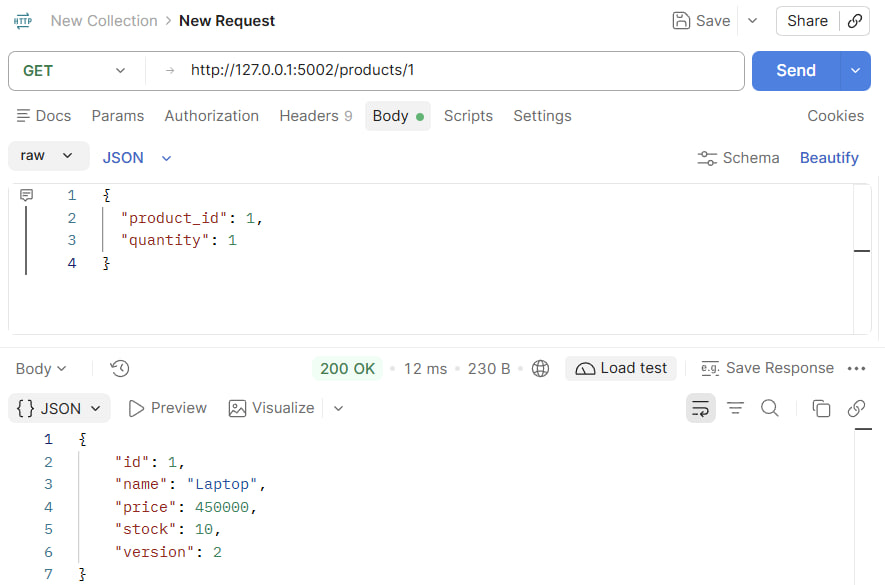 HTTP New Collection > New Request Save Share
GET http://127.0.0.1:5002/products/1 Send
Docs Params Authorization Headers 9 Body Scripts Settings Cookies
raw JSON Schema Beautify
1 {
2 "product_id": 1,
3 "quantity": 1
4 }
Body 200 OK 12 ms 230 B Load test e.g. Save Response
{} JSON Preview Visualize
1 {
2 "id": 1,
3 "name": "Laptop",
4 "price": 450000,
5 "stock": 10,
6 "version": 2
7 }